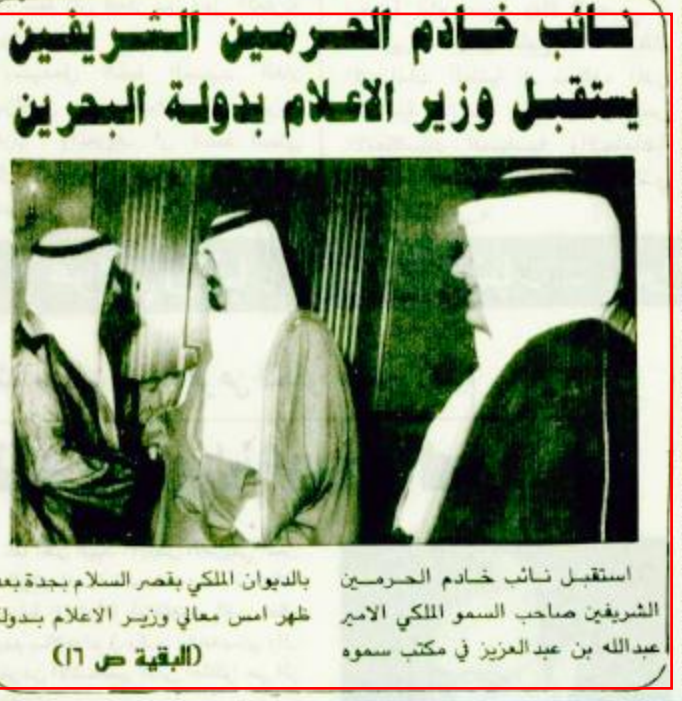 نائب خادم الحرمين الشريفين
يستقبل وزير الاعلام بدولة البحرين
استقبل نائب خادم الحرمين
الشريفين صاحب السمو الملكي الامير
عبدالله بن عبدالعزيز في مكتب سموه
بالديوان الملكي بقصر السلام بجدة بعد
ظهر امس معالي وزير الاعلام بدولة
(البقية ص ١٦)